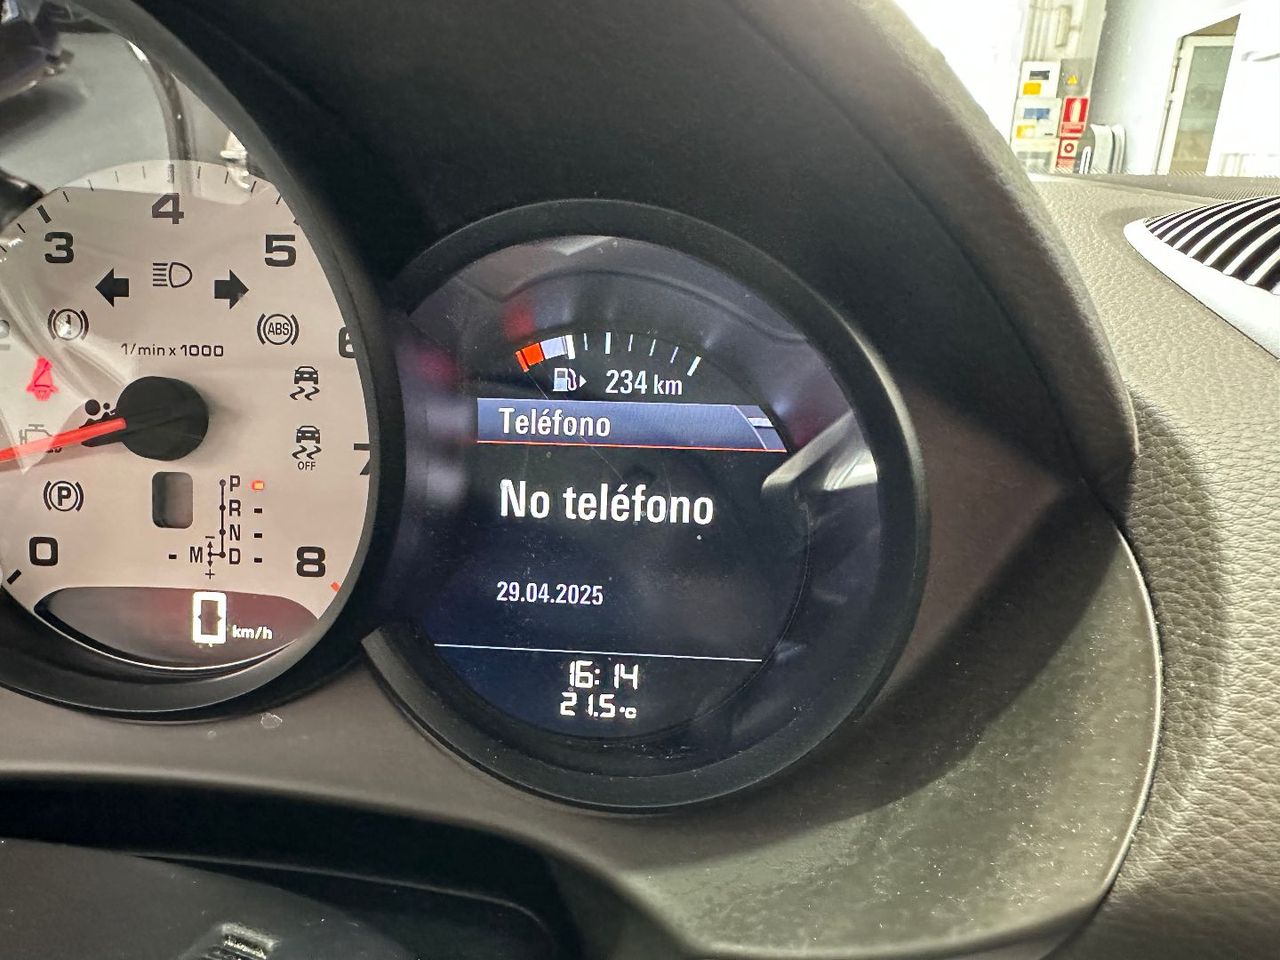 4
3
5
ABS
6
1/min x 1000
OFF
7
P
P
R
N
M D
0
8
0 km/h
234 km
Teléfono
No teléfono
29.04.2025
16:14
21.5°C